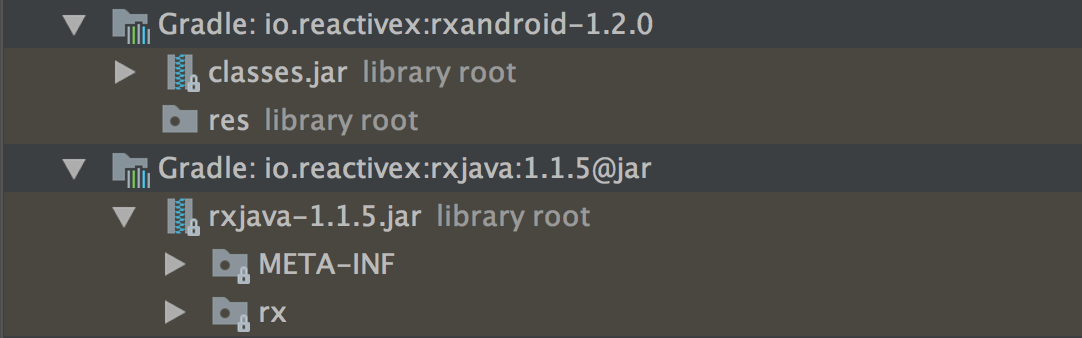 Gradle: io.reactivex:rxandroid-1.2.0
classes.jar library root
res library root
Gradle: io.reactivex:rxjava:1.1.5@jar
rxjava-1.1.5.jar library root
META-INF
rx